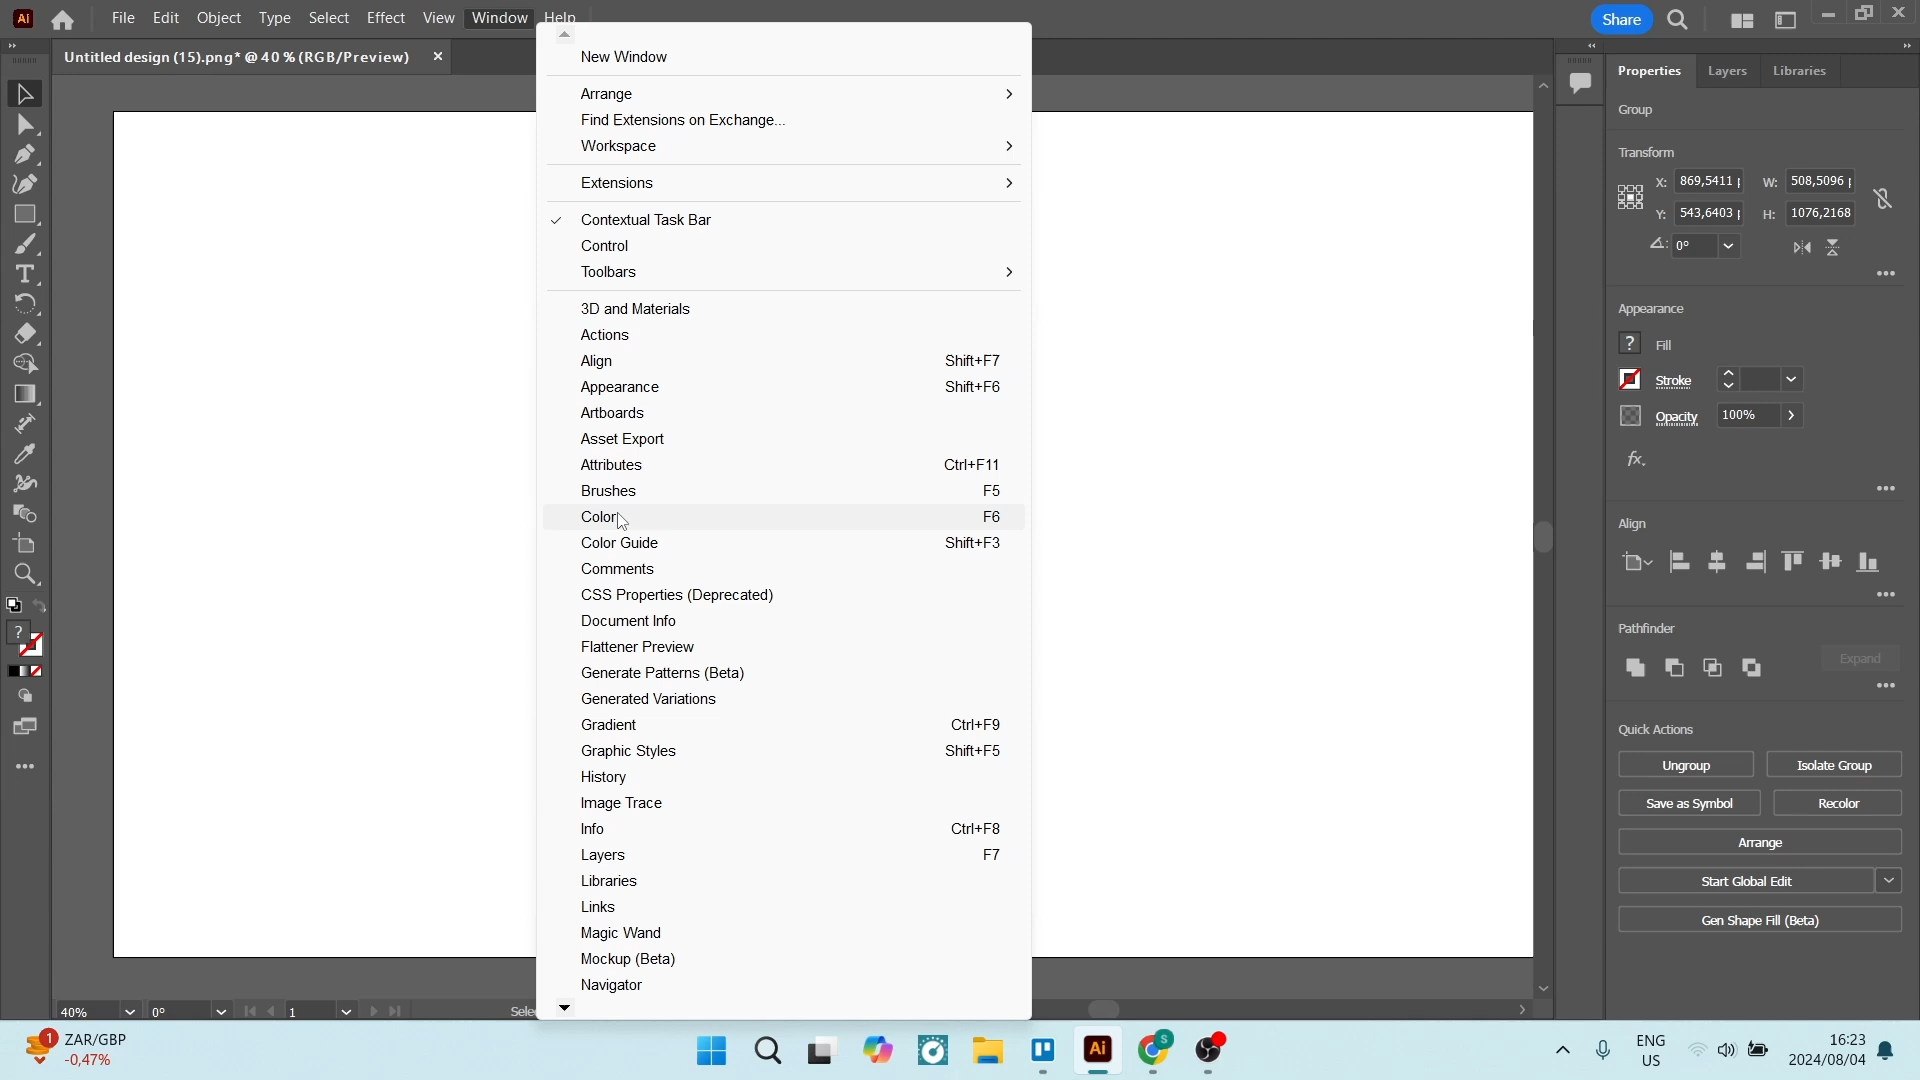 Ai File Edit Object Type Select Effect View Window Help Share
Untitled design (15).png* @ 40 % (RGB/Preview)
New Window
Arrange
Find Extensions on Exchange...
Workspace
Extensions
Contextual Task Bar
Control
Toolbars
3D and Materials
Actions
Align Shift+F7
Appearance Shift+F6
Artboards
Asset Export
Attributes Ctrl+F11
Brushes F5
Color F6
Color Guide Shift+F3
Comments
CSS Properties (Deprecated)
Document Info
Flattener Preview
Generate Patterns (Beta)
Generated Variations
Gradient Ctrl+F9
Graphic Styles Shift+F5
History
Image Trace
Info Ctrl+F8
Layers F7
Libraries
Links
Magic Wand
Mockup (Beta)
Navigator
Properties Layers Libraries
Group
Transform
X: 869,5411 W: 508,5096
Y: 543,6403 H: 1076,2168
0°
Appearance
? Fill
Stroke
Opacity 100%
fx.
Align
Pathfinder
Expand
Quick Actions
Ungroup Isolate Group
Save as Symbol Recolor
Arrange
Start Global Edit
Gen Shape Fill (Beta)
?
40% 0° 1
1 ZAR/GBP
-0,47%
Ai
S
ENG
US
16:23
2024/08/04